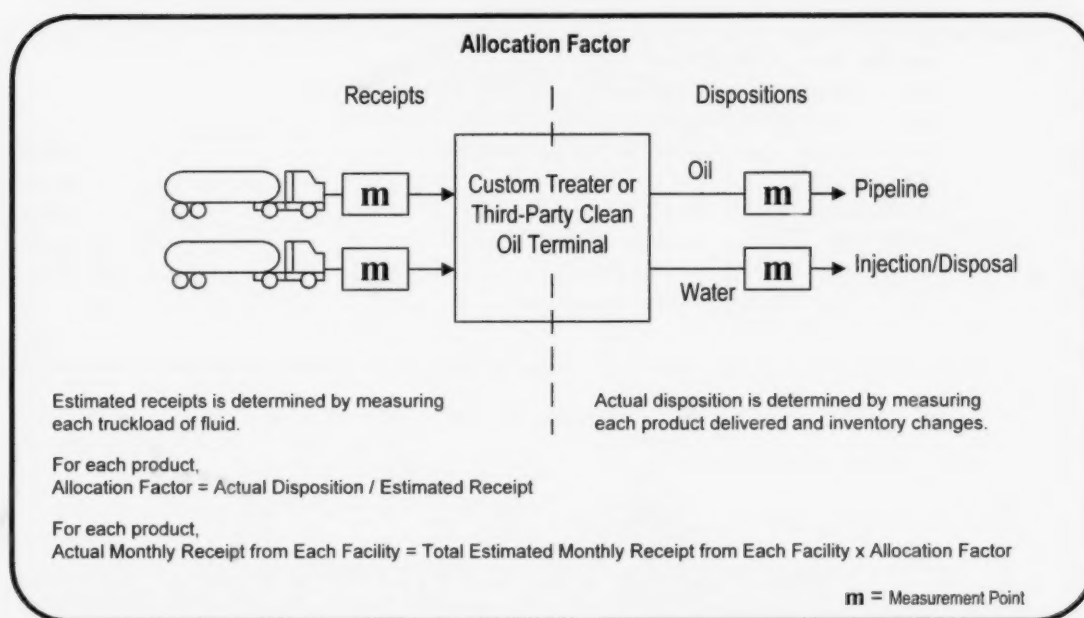 Allocation Factor
Receipts
Dispositions
m
m
Custom Treater or
Third-Party Clean
Oil Terminal
Oil
m
Pipeline
Water
m
Injection/Disposal
Estimated receipts is determined by measuring
each truckload of fluid.
Actual disposition is determined by measuring
each product delivered and inventory changes.
For each product,
Allocation Factor = Actual Disposition / Estimated Receipt
For each product,
Actual Monthly Receipt from Each Facility = Total Estimated Monthly Receipt from Each Facility x Allocation Factor
m = Measurement Point